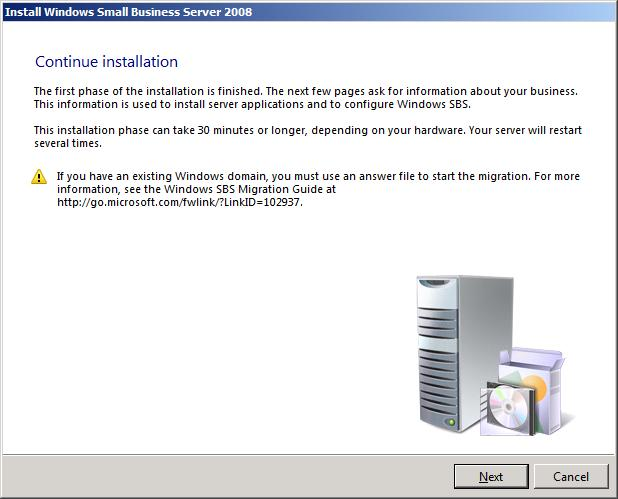 Install Windows Small Business Server 2008
Continue installation
The first phase of the installation is finished. The next few pages ask for information about your business.
This information is used to install server applications and to configure Windows SBS.
This installation phase can take 30 minutes or longer, depending on your hardware. Your server will restart
several times.
If you have an existing Windows domain, you must use an answer file to start the migration. For more
information, see the Windows SBS Migration Guide at
http://go.microsoft.com/fwlink/?LinkID=102937.
Next
Cancel